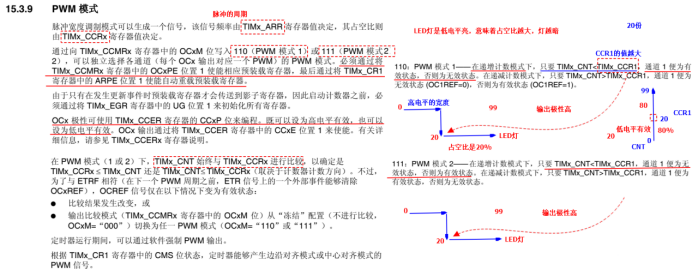 15.3.9 PWM 模式
脉冲的周期
脉冲宽度调制模式可以生成一个信号，该信号频率由 TIMx_ARR 寄存器值决定，其占空比则
由 TIMx_CCRx 寄存器值决定。
通过向 TIMx_CCMRx 寄存器中的 OCxM 位写入 110（PWM 模式 1）或 111（PWM 模式 2
2），可以独立选择各通道（每个 OCx 输出对应一个 PWM）的 PWM 模式。必须通过将
TIMx_CCMRx 寄存器中的 OCxPE 位置 1 使能相应预装载寄存器，最后通过将 TIMx_CR1
寄存器中的 ARPE 位置 1 使能自动重载预装载寄存器。
由于只有在发生更新事件时预装载寄存器才会传送到影子寄存器，因此启动计数器之前，必
须通过将 TIMx_EGR 寄存器中的 UG 位置 1 来初始化所有寄存器。
OCx 极性可使用 TIMx_CCER 寄存器的 CCxP 位来编程。既可以设为高电平有效，也可以
设为低电平有效。OCx 输出通过将 TIMx_CCER 寄存器中的 CCxE 位置 1 来使能。有关详
细信息，请参见 TIMx_CCERx 寄存器说明。
在 PWM 模式（1 或 2）下，TIMx_CNT 始终与 TIMx_CCRx 进行比较，以确定是
TIMx_CCRx ≤ TIMx_CNT 还是 TIMx_CNT ≤ TIMx_CCRx（取决于计数器计数方向）。不过，
为了与 ETRF 相符（在下一个 PWM 周期之前，ETR 信号上的一个外部事件能够清除
OCxREF），OCREF 信号仅在以下情况下变为有效状态：
● 比较结果发生改变，或
● 输出比较模式（TIMx_CCMRx 寄存器中的 OCxM 位）从“冻结”配置（不进行比较，
OCxM=“000”）切换为任一 PWM 模式（OCxM=“110”或“111”）。
定时器运行期间，可以通过软件强制 PWM 输出。
根据 TIMx_CR1 寄存器中的 CMS 位状态，定时器能够产生边沿对齐模式或中心对齐模式的
PWM 信号。
LED灯是低电平亮，意味着占空比越大，灯越暗
20份
CCR1的值越大
110：PWM 模式 1——在递增计数模式下，只要 TIMx_CNT<TIMx_CCR1，通道 1 便为有
效状态，否则为无效状态。在递减计数模式下，只要 TIMx_CNT>TIMx_CCR1，通道 1 便为
无效状态 (OC1REF=0)，否则为有效状态 (OC1REF=1)。
高电平的宽度
0
99
输出极性高
20
LED灯
占空比是20%
99
80
CCR1
20
低电平有效
80%
0
CNT
111：PWM 模式 2——在递增计数模式下，只要 TIMx_CNT<TIMx_CCR1，通道 1 便为无
效状态，否则为有效状态。在递减计数模式下，只要 TIMx_CNT>TIMx_CCR1，通道 1 便为
有效状态，否则为无效状态。
0
99
输出极性高
20
LED灯